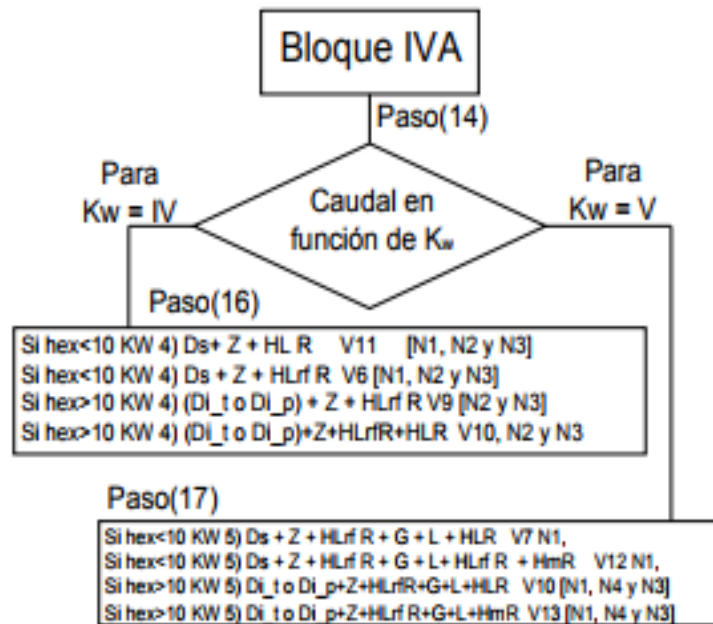 Bloque IVA
Paso(14)
Para
Kw = IV
Para
Kw = V
Caudal en
función de Kw
Paso(16)
Si hex<10 KW 4) Ds+ Z + HL R V11 [N1, N2 y N3]
Si hex<10 KW 4) Ds + Z + HLrf R V6 [N1, N2 y N3]
Si hex>10 KW 4) (Di_t o Di_p) + Z + HLrf R V9 [N2 y N3]
Si hex>10 KW 4) (Di_t o Di_p)+Z+HLrfR+HLR V10, N2 y N3
Paso(17)
Si hex<10 KW 5) Ds + Z + HLrf R + G + L + HLR V7 N1,
Si hex<10 KW 5) Ds + Z + HLrf R + G + L+ HLrf R + HmR V12 N1,
Si hex>10 KW 5) Di_t o Di_p+Z+HLrfR+G+L+HLR V10 [N1, N4 y N3]
Si hex>10 KW 5) Di_t o Di_p+Z+HLrf R+G+L+HmR V13 [N1, N4 y N3]